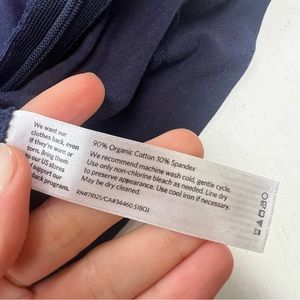 We want our
clothes back, even
if they're worn or
torn. Bring them
to our US stores
and support our
back program.
90% Organic Cotton 10% Spandex
We recommend machine wash cold, gentle cycle.
Use only non-chlorine bleach as needed. Line dry
to preserve appearance. Use cool iron if necessary.
May be dry cleaned.
RN#78121/CA#34460 S180J